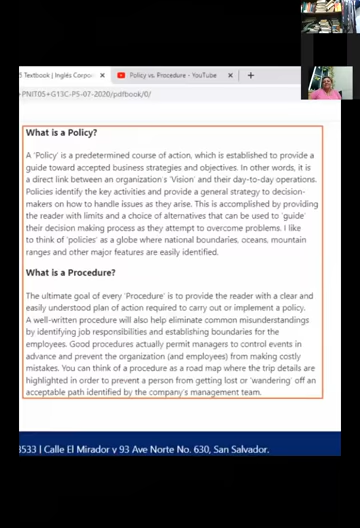 5 Textbook | Inglés Corpo
Policy vs. Procedure - YouTube
×
+
+PNIT05+G13C-P5-07-2020/pdfbook/0/
What is a Policy?
A 'Policy' is a predetermined course of action, which is established to provide a
guide toward accepted business strategies and objectives. In other words, it is
a direct link between an organization's 'Vision' and their day-to-day operations.
Policies identify the key activities and provide a general strategy to decision-
makers on how to handle issues as they arise. This is accomplished by providing
the reader with limits and a choice of alternatives that can be used to 'guide'
their decision making process as they attempt to overcome problems. I like
to think of 'policies' as a globe where national boundaries, oceans, mountain
ranges and other major features are easily identified.
What is a Procedure?
The ultimate goal of every 'Procedure' is to provide the reader with a clear and
easily understood plan of action required to carry out or implement a policy.
A well-written procedure will also help eliminate common misunderstandings
by identifying job responsibilities and establishing boundaries for the
employees. Good procedures actually permit managers to control events in
advance and prevent the organization (and employees) from making costly
mistakes. You can think of a procedure as a road map where the trip details are
highlighted in order to prevent a person from getting lost or 'wandering' off an
acceptable path identified by the company's management team.
3533 | Calle El Mirador y 93 Ave Norte No. 630, San Salvador.